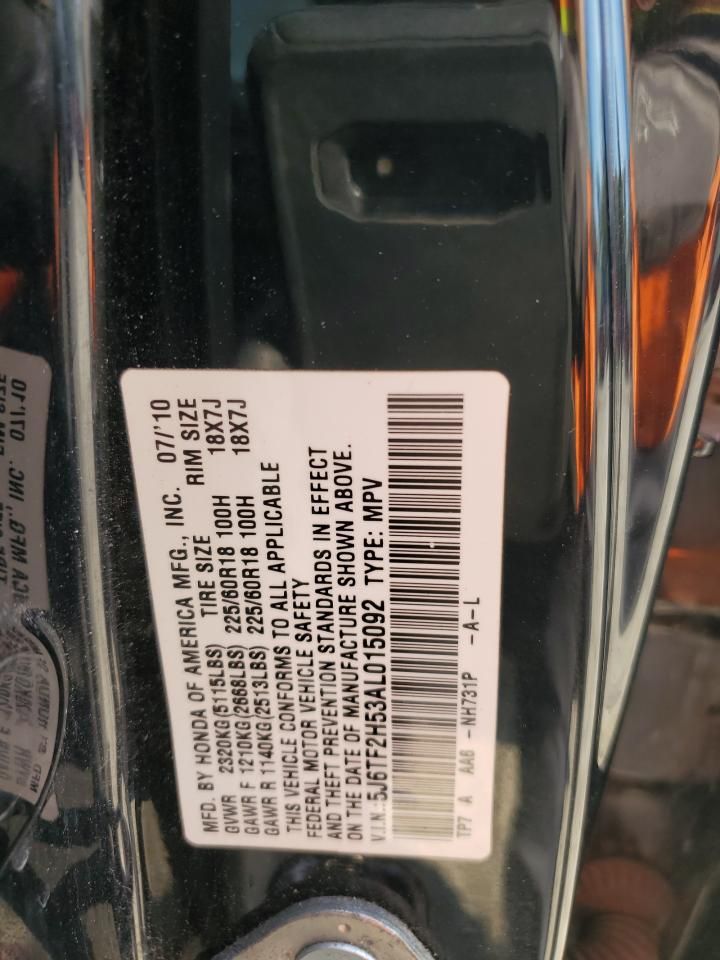 MFD. BY HONDA OF AMERICA MFG., INC. 07/'10
GVWR 2320KG(5115LBS) TIRE SIZE RIM SIZE
GAWR F 1210KG(2668LBS) 225/60R18 100H 18X7J
GAWR R 1140KG(2513LBS) 225/60R18 100H 18X7J
THIS VEHICLE CONFORMS TO ALL APPLICABLE
FEDERAL MOTOR VEHICLE SAFETY
AND THEFT PREVENTION STANDARDS IN EFFECT
ON THE DATE OF MANUFACTURE SHOWN ABOVE.
V.I.N.:5J6TF2H53AL015092 TYPE: MPV
TP7 A AA6 -NH731P -A-L